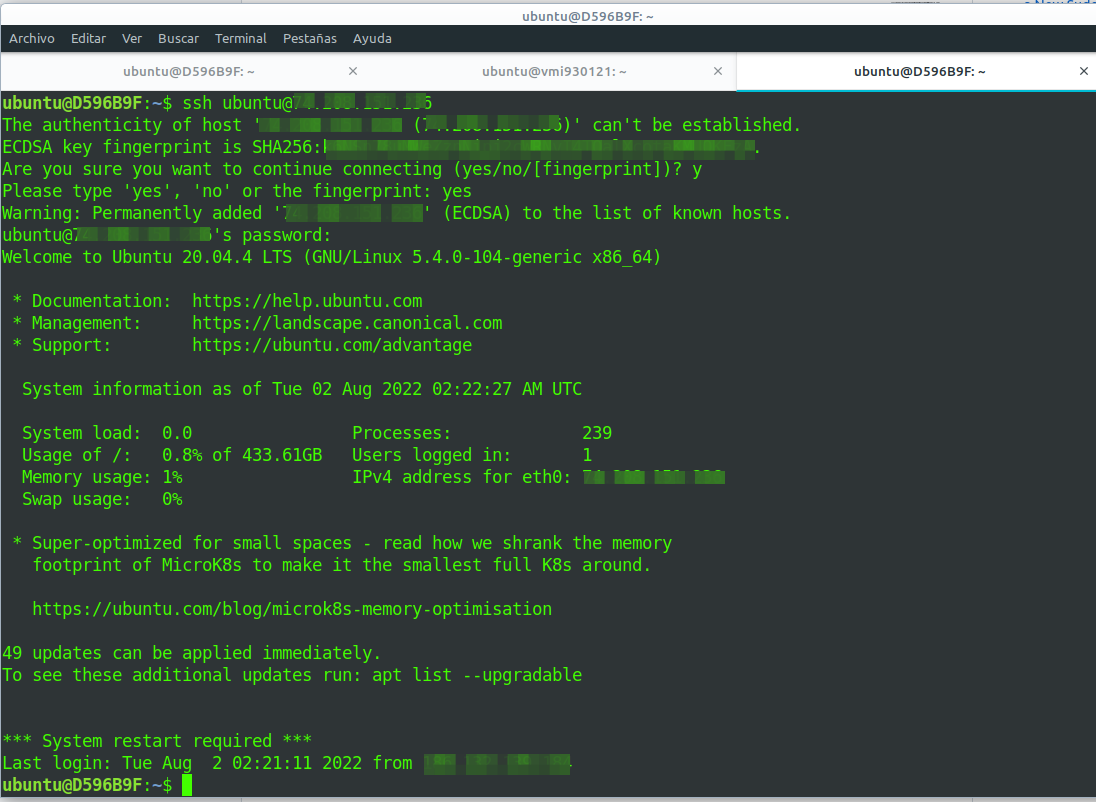 ubuntu@D596B9F: ~
Archivo Editar Ver Buscar Terminal Pestañas Ayuda
ubuntu@D596B9F: ~ × ubuntu@vmi930121: ~ × ubuntu@D596B9F: ~ ×
ubuntu@D596B9F:~$ ssh ubuntu@
The authenticity of host ' ( )' can't be established.
ECDSA key fingerprint is SHA256: .
Are you sure you want to continue connecting (yes/no/[fingerprint])? y
Please type 'yes', 'no' or the fingerprint: yes
Warning: Permanently added ' ' (ECDSA) to the list of known hosts.
ubuntu@ 's password:
Welcome to Ubuntu 20.04.4 LTS (GNU/Linux 5.4.0-104-generic x86_64)
* Documentation: https://help.ubuntu.com
* Management: https://landscape.canonical.com
* Support: https://ubuntu.com/advantage
System information as of Tue 02 Aug 2022 02:22:27 AM UTC
System load: 0.0 Processes: 239
Usage of /: 0.8% of 433.61GB Users logged in: 1
Memory usage: 1% IPv4 address for eth0:
Swap usage: 0%
* Super-optimized for small spaces - read how we shrank the memory
footprint of MicroK8s to make it the smallest full K8s around.
https://ubuntu.com/blog/microk8s-memory-optimisation
49 updates can be applied immediately.
To see these additional updates run: apt list --upgradable
*** System restart required ***
Last login: Tue Aug 2 02:21:11 2022 from
ubuntu@D596B9F:~$